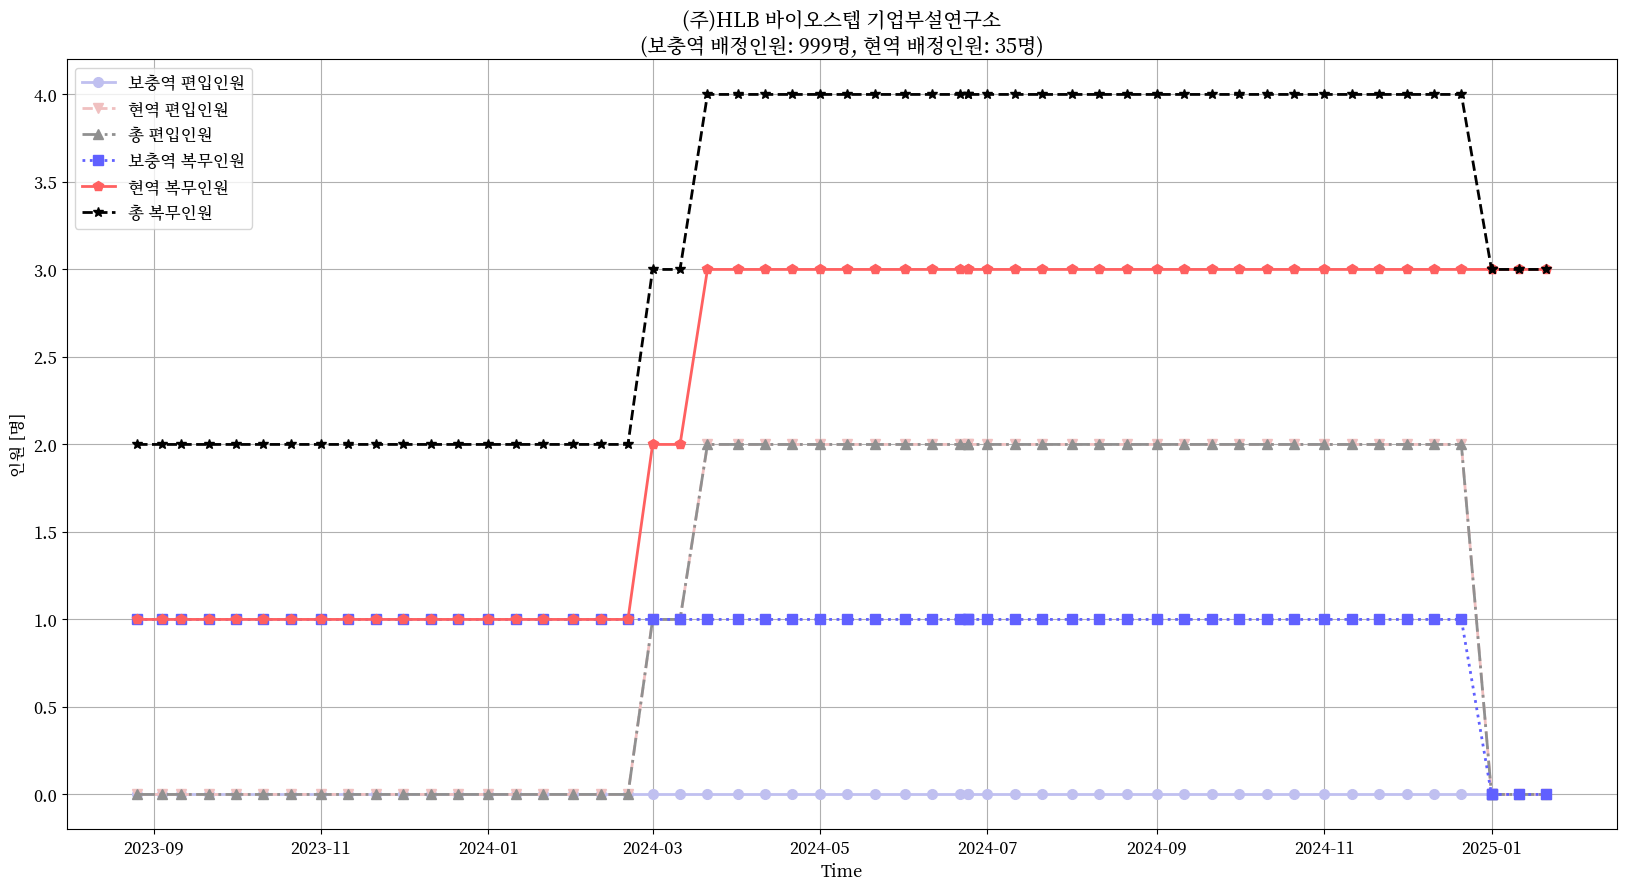 (주)HLB 바이오스텝 기업부설연구소
(보충역 배정인원: 999명, 현역 배정인원: 35명)
보충역 편입인원
현역 편입인원
총 편입인원
보충역 복무인원
현역 복무인원
총 복무인원
인원 [명]
4.0
3.5
3.0
2.5
2.0
1.5
1.0
0.5
0.0
2023-09 2023-11 2024-01 2024-03 2024-05 2024-07 2024-09 2024-11 2025-01
Time